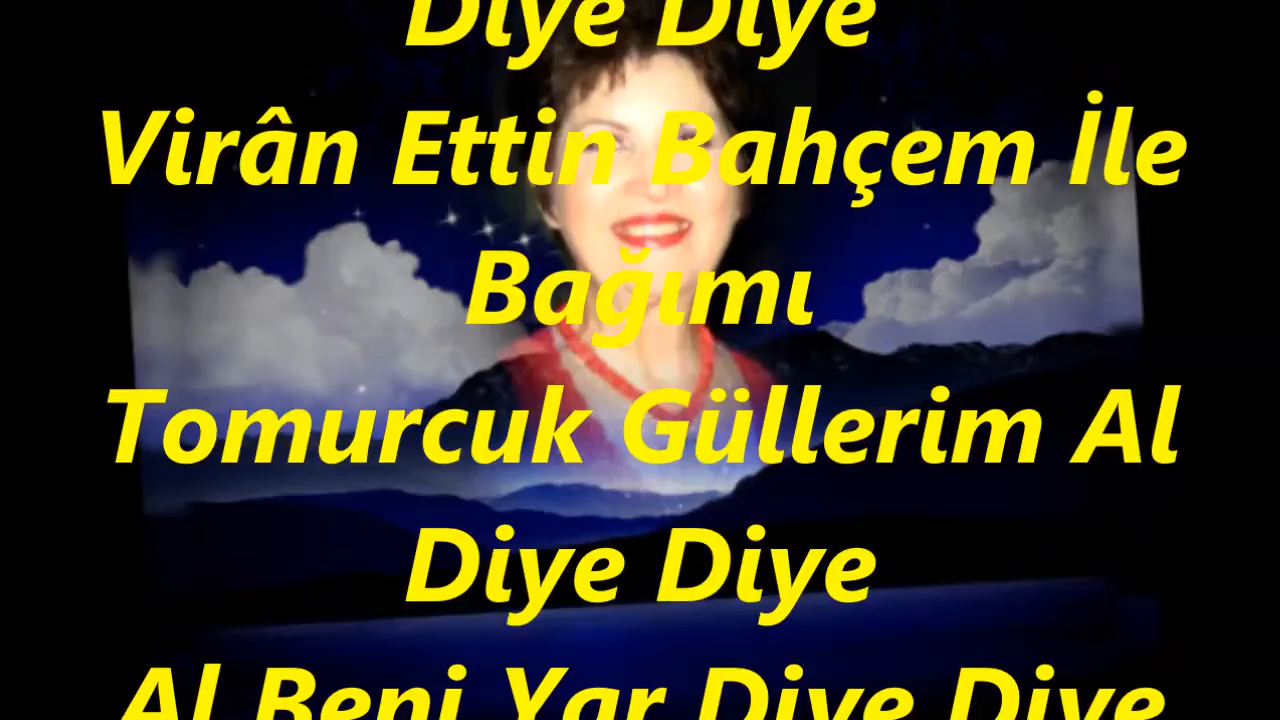 Diye Diye
Virân Ettin Bahçem İle
Bağımı
Tomurcuk Güllerim Al
Diye Diye
Al Beni Yar Diye Diye